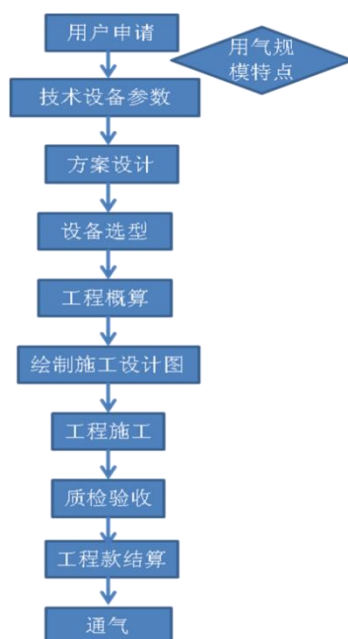 用户申请
用气规
模特点
技术设备参数
方案设计
设备选型
工程概算
绘制施工设计图
工程施工
质检验收
工程款结算
通气